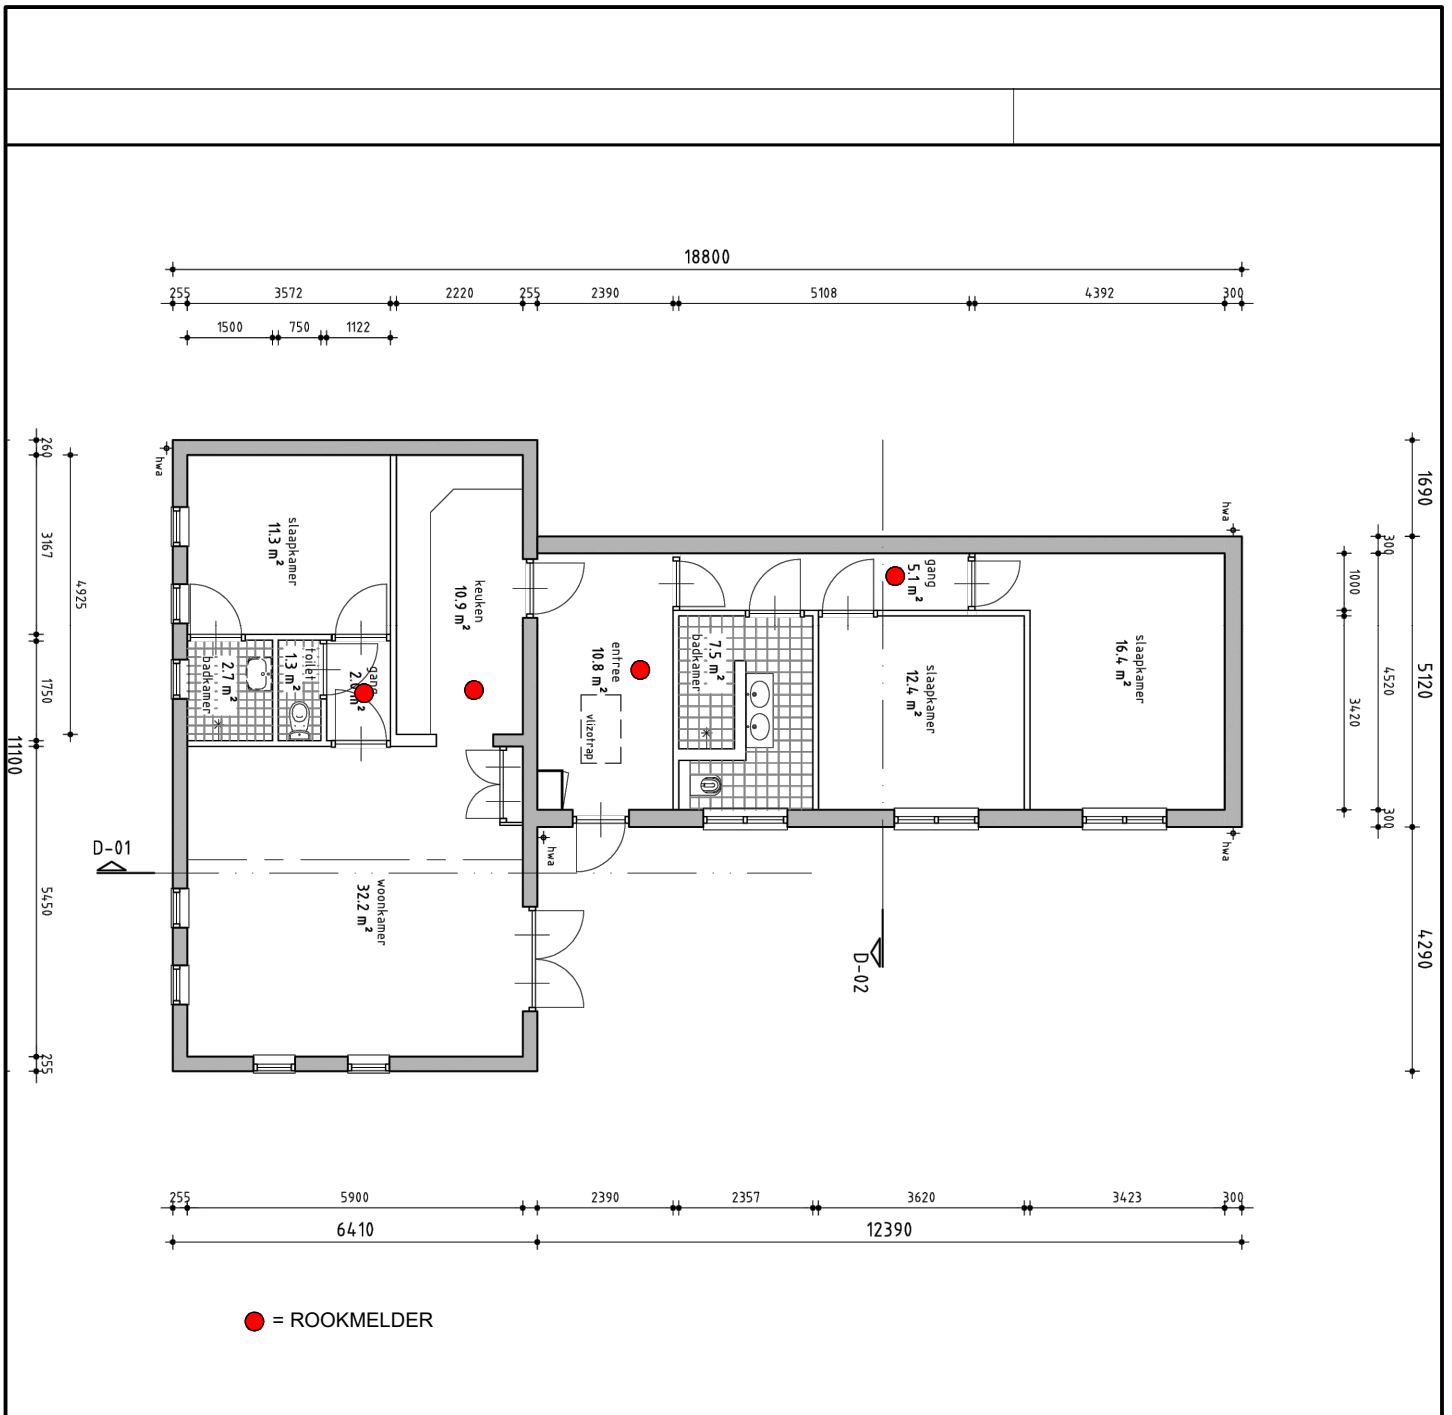 18800
255 3572 2220 255 2390 5108 4392 300
1500 750 1122
260
3167
1750
5450
255
4925
11100
1690
5120
4290
300
4520
300
1000
3420
hwa
hwa
hwa
hwa
slaapkamer
11.3 m²
keuken
10.9 m²
gang
5.1 m²
entree
10.8 m²
vlizotrap
badkamer
7.5 m²
slaapkamer
12.4 m²
slaapkamer
16.4 m²
badkamer
2.7 m²
toilet
1.3 m²
gang
woonkamer
32.2 m²
D-01
D-02
255 5900 2390 2357 3620 3423 300
6410 12390
= ROOKMELDER